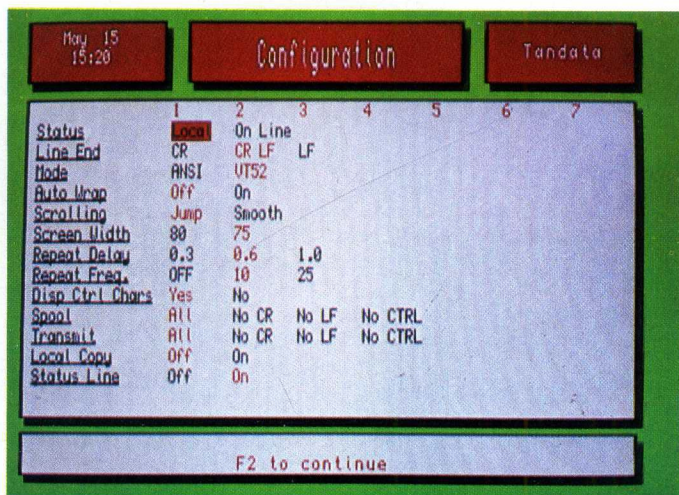 May 15
15:20
Configuration
Tandata
1 2 3 4 5 6 7
Status Local On Line
Line End CR CR LF LF
Mode ANSI VT52
Auto Wrap Off On
Scrolling Jump Smooth
Screen Width 80 75
Repeat Delay 0.3 0.6 1.0
Repeat Freq. OFF 10 25
Disp Ctrl Chars Yes No
Spool All No CR No LF No CTRL
Transmit All No CR No LF No CTRL
Local Copy Off On
Status Line Off On
F2 to continue